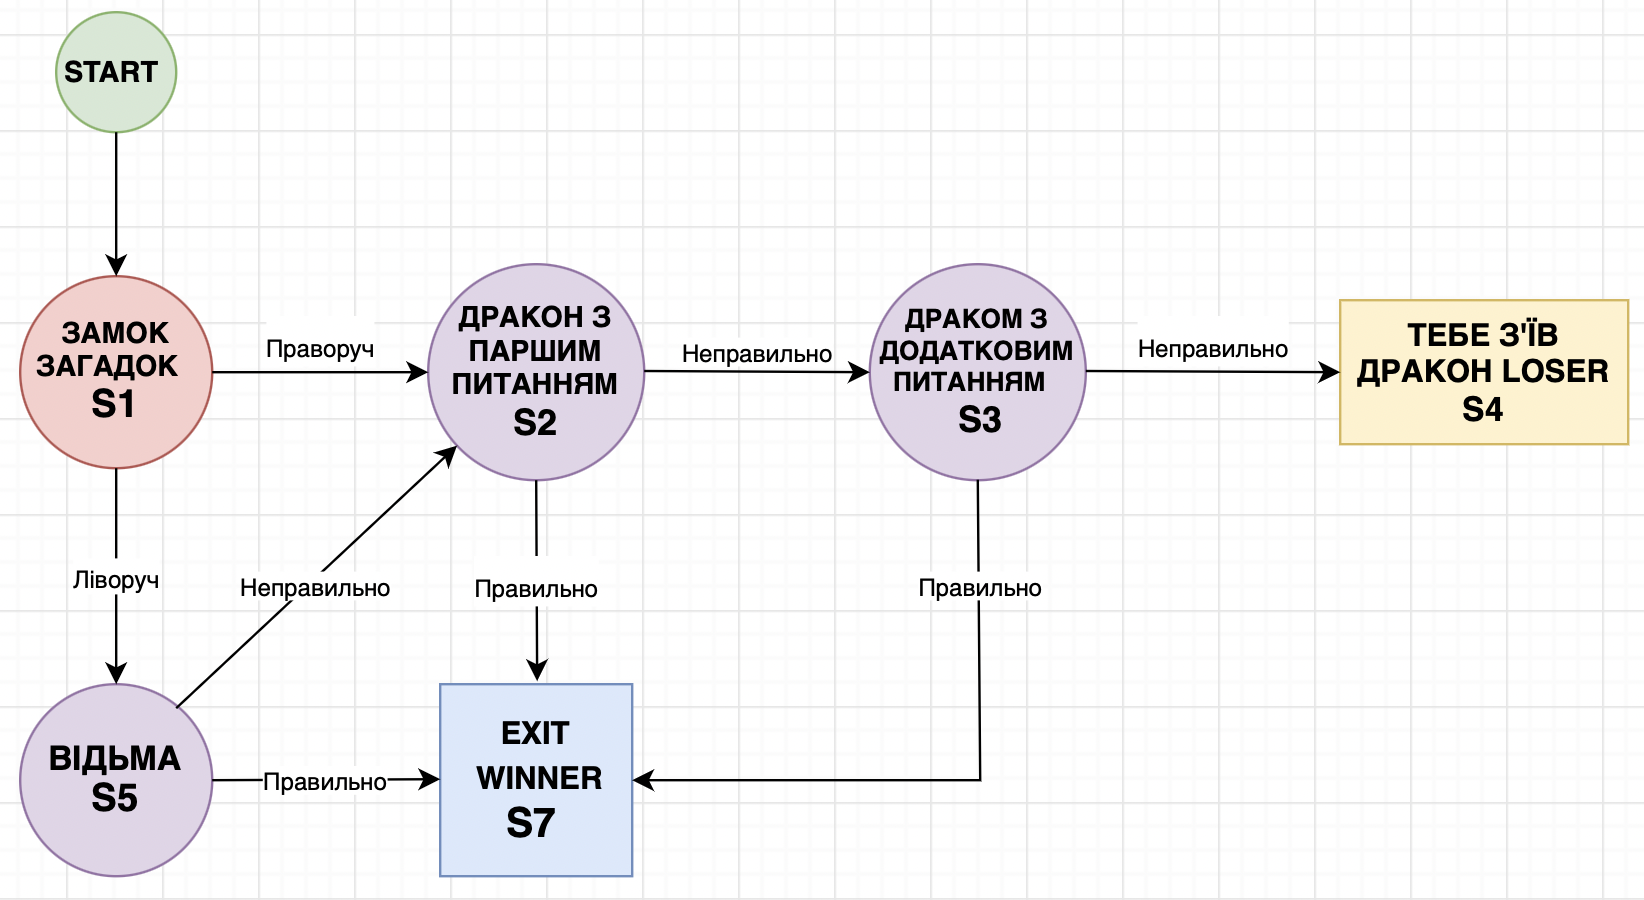 START
ЗАМОК
ЗАГАДОК
S1
Праворуч
ДРАКОН З
ПАРШИМ
ПИТАННЯМ
S2
Неправильно
ДРАКОМ З
ДОДАТКОВИМ
ПИТАННЯМ
S3
Неправильно
ТЕБЕ З'ЇВ
ДРАКОН LOSER
S4
Ліворуч
Неправильно
Правильно
Правильно
ВІДЬМА
S5
Правильно
EXIT
WINNER
S7